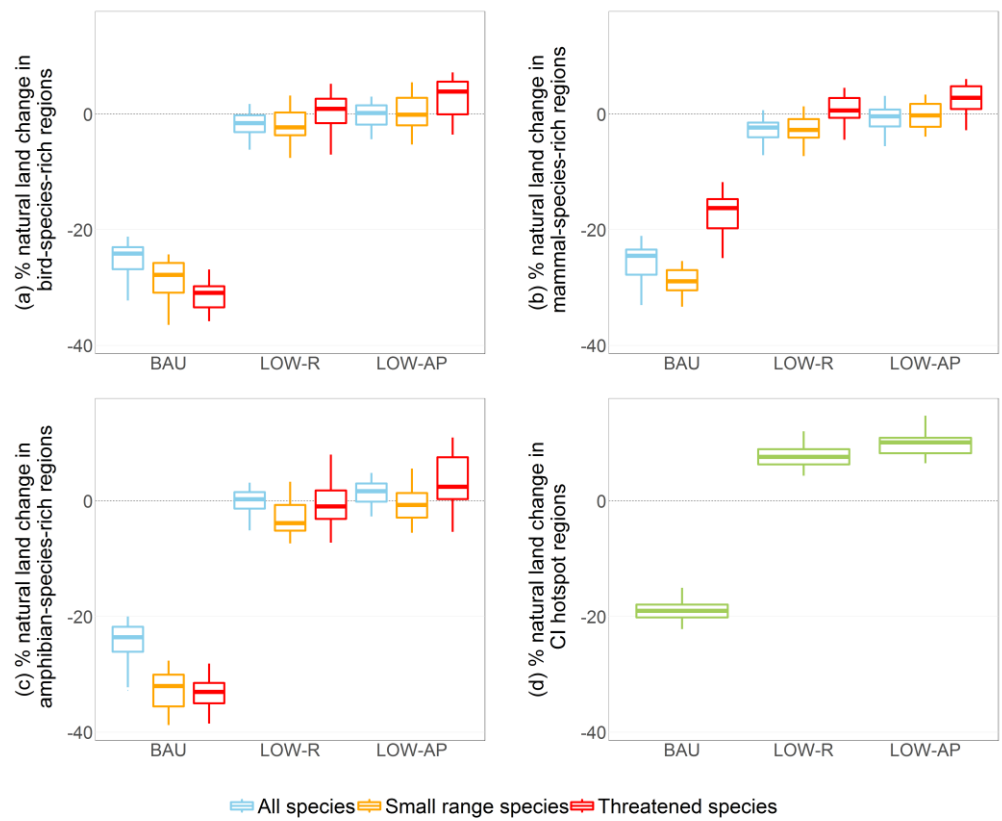 (a) % natural land change in
bird-species-rich regions
0
-20
-40
BAU LOW-R LOW-AP
(b) % natural land change in
mammal-species-rich regions
0
-20
-40
BAU LOW-R LOW-AP
(c) % natural land change in
amphibian-species-rich regions
0
-20
-40
BAU LOW-R LOW-AP
(d) % natural land change in
CI hotspot regions
0
-20
-40
BAU LOW-R LOW-AP
All species Small range species Threatened species